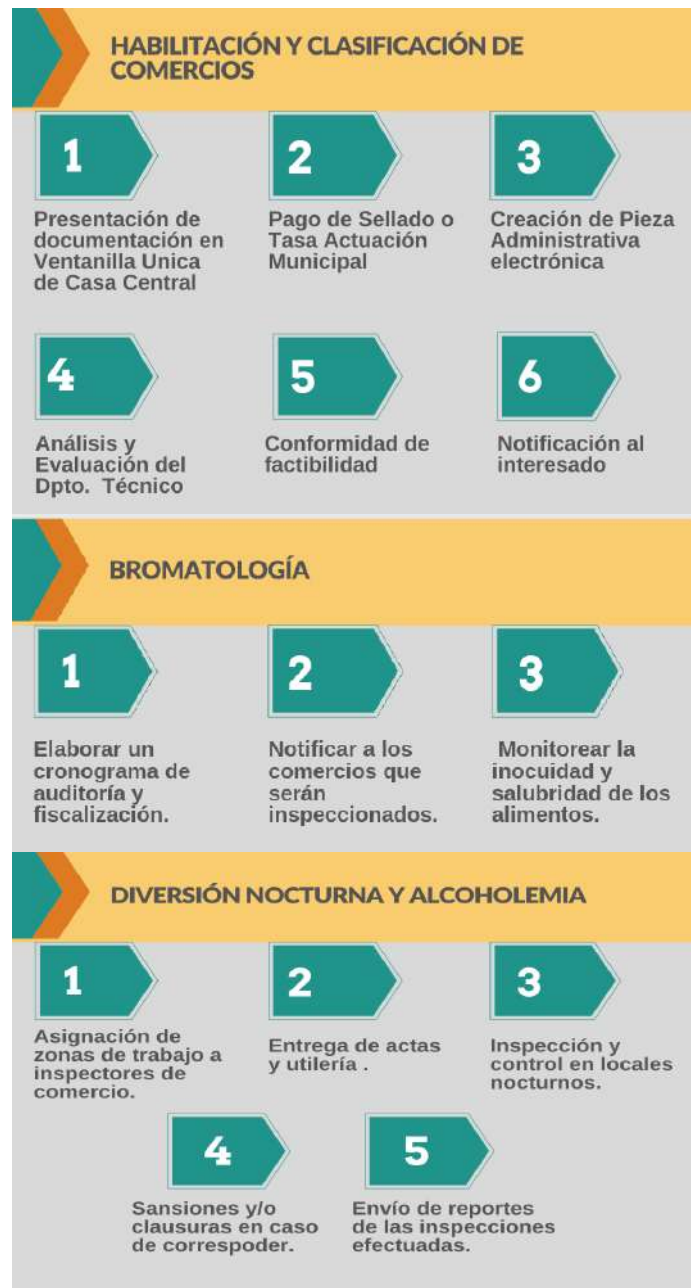 HABILITACIÓN Y CLASIFICACIÓN DE
COMERCIOS
1
Presentación de
documentación en
Ventanilla Unica
de Casa Central
2
Pago de Sellado o
Tasa Actuación
Municipal
3
Creación de Pieza
Administrativa
electrónica
4
Análisis y
Evaluación del
Dpto. Técnico
5
Conformidad de
factibilidad
6
Notificación al
interesado
BROMATOLOGÍA
1
Elaborar un
cronograma de
auditoría y
fiscalización.
2
Notificar a los
comercios que
serán
inspeccionados.
3
Monitorear la
inocuidad y
salubridad de los
alimentos.
DIVERSIÓN NOCTURNA Y ALCOHOLEMIA
1
Asignación de
zonas de trabajo a
inspectores de
comercio.
2
Entrega de actas
y utilería .
3
Inspección y
control en locales
nocturnos.
4
Sansiones y/o
clausuras en caso
de correspoder.
5
Envío de reportes
de las inspecciones
efectuadas.